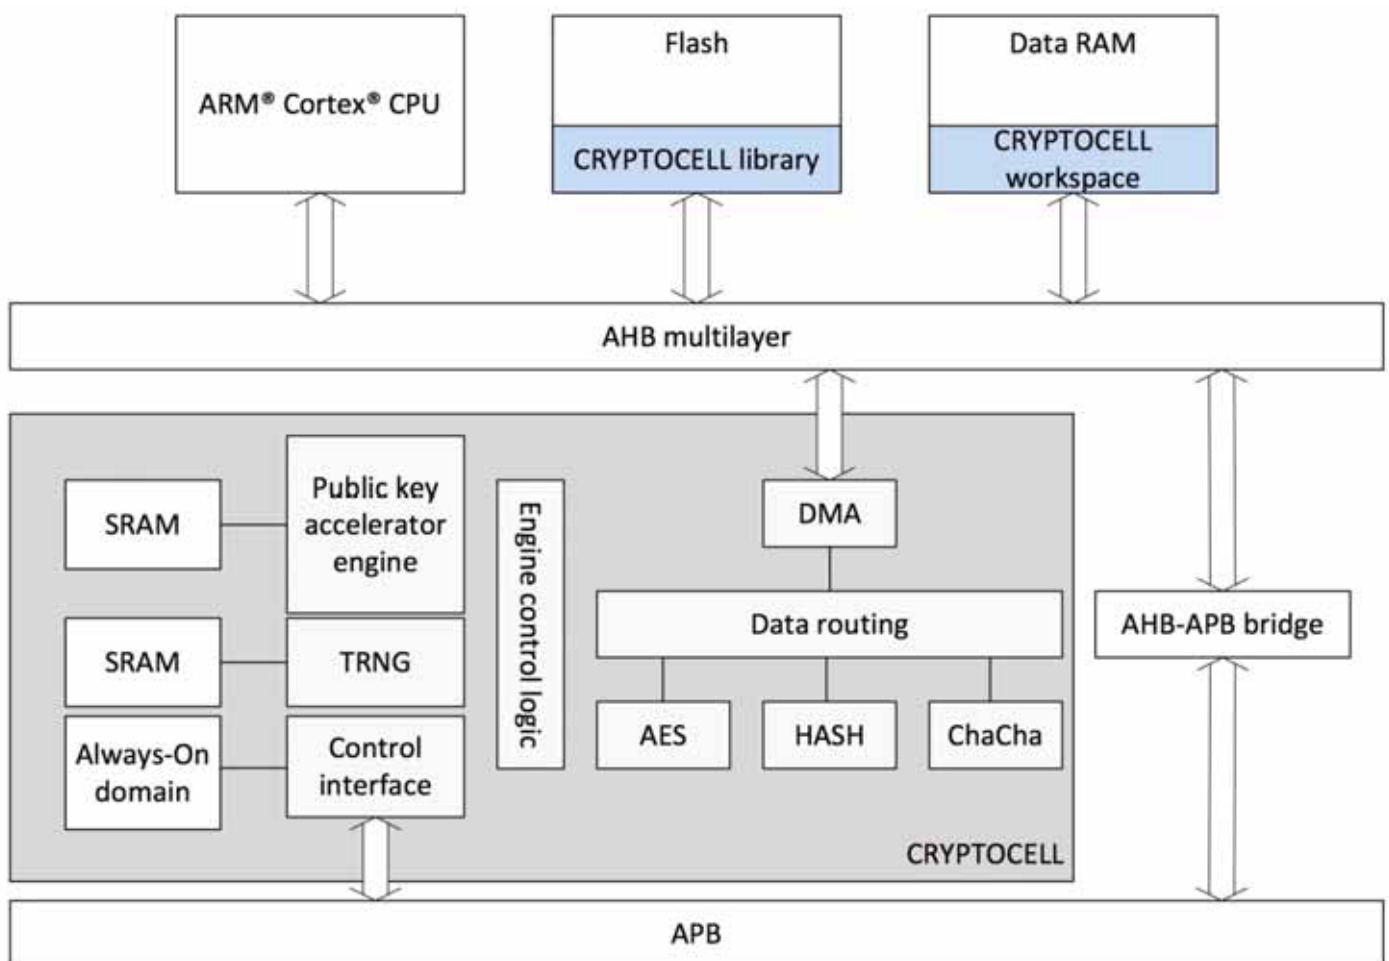 ARM® Cortex® CPU
Flash
CRYPTOCELL library
Data RAM
CRYPTOCELL
workspace
AHB multilayer
SRAM
Public key
accelerator
engine
SRAM
TRNG
Always-On
domain
Control
interface
Engine control logic
DMA
Data routing
AES
HASH
ChaCha
CRYPTOCELL
AHB-APB bridge
APB